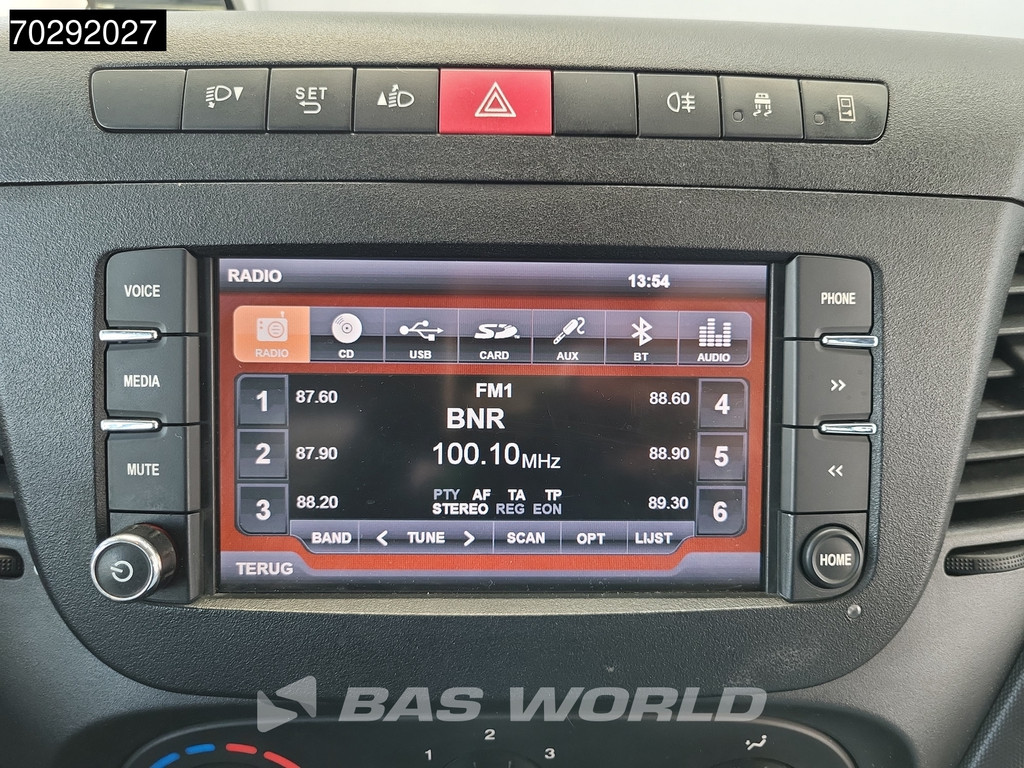 70292027
SET
VOICE
MEDIA
MUTE
RADIO 13:54
RADIO CD USB SD CARD AUX BT AUDIO
FM1
BNR
100.10MHz
1 87.60
2 87.90
3 88.20
88.60 4
88.90 5
89.30 6
PTY AF TA TP
STEREO REG EON
BAND < TUNE > SCAN OPT LIJST
TERUG
PHONE
>>
<<
HOME
BAS WORLD
1 2 3